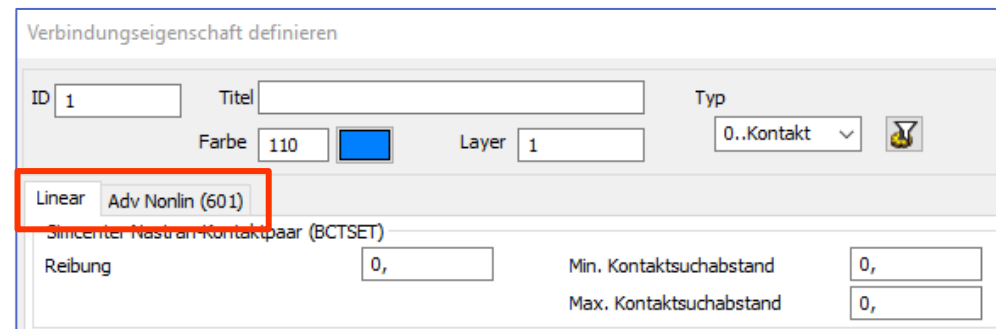 Verbindungseigenschaft definieren
ID 1 Titel Typ
Farbe 110 Layer 1 0..Kontakt
Linear Adv Nonlin (601)
Simcenter Nastran-Kontaktpaar (BCTSET)
Reibung 0, Min. Kontaktsuchabstand 0,
Max. Kontaktsuchabstand 0,